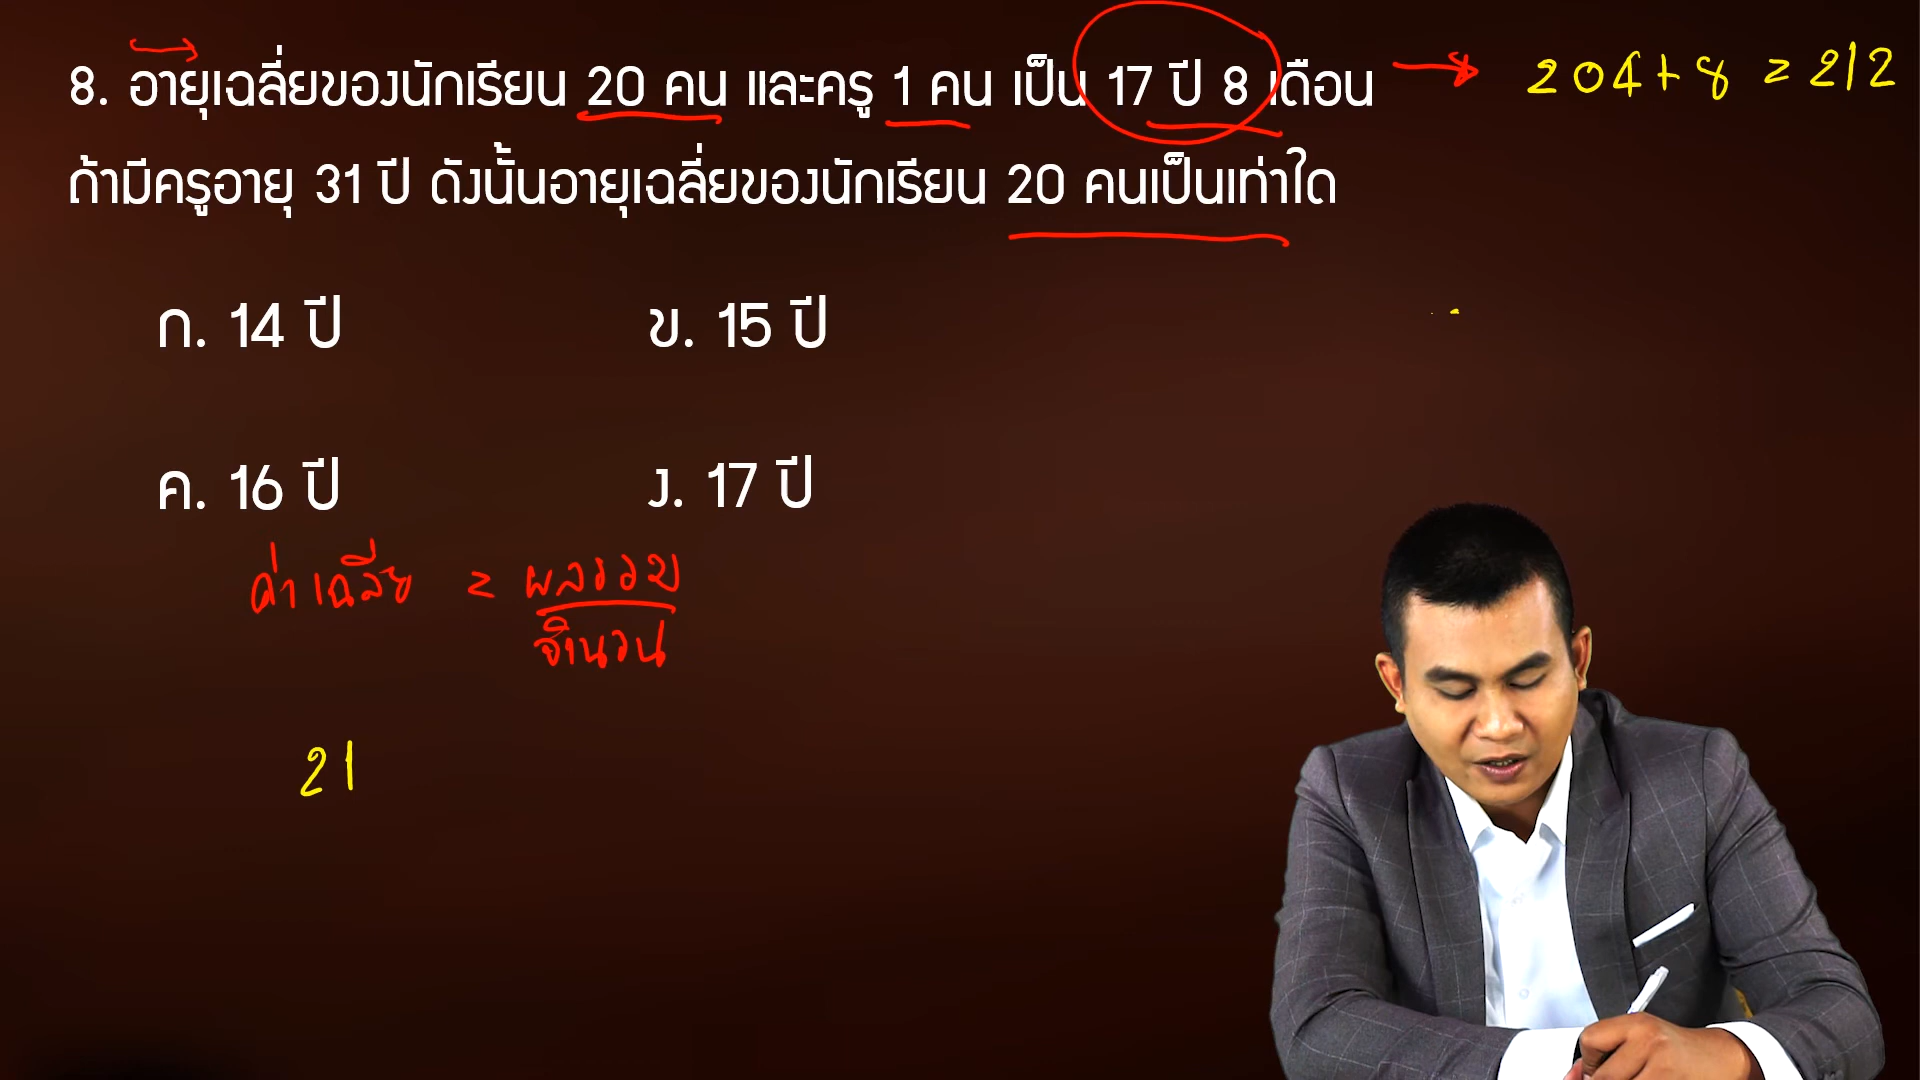 8. อายุเฉลี่ยของนักเรียน 20 คน และครู 1 คน เป็น 17 ปี 8 เดือน → 204+8 = 212
ถ้ามีครูอายุ 31 ปี ดังนั้นอายุเฉลี่ยของนักเรียน 20 คนเป็นเท่าใด
ก. 14 ปี ข. 15 ปี
ค. 16 ปี ง. 17 ปี
ค่าเฉลี่ย = ผลรวม
จำนวน
21